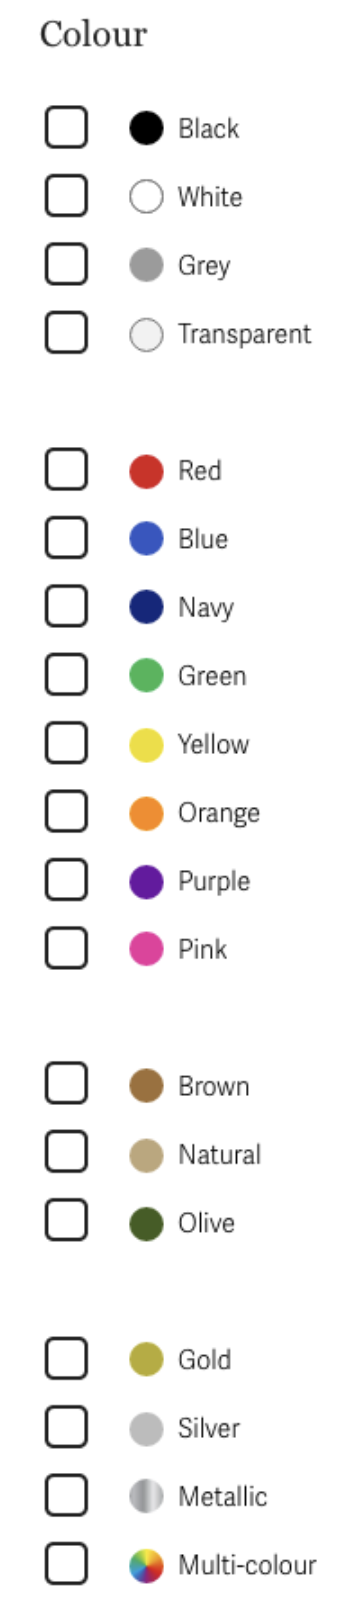 Colour
Black
White
Grey
Transparent
Red
Blue
Navy
Green
Yellow
Orange
Purple
Pink
Brown
Natural
Olive
Gold
Silver
Metallic
Multi-colour